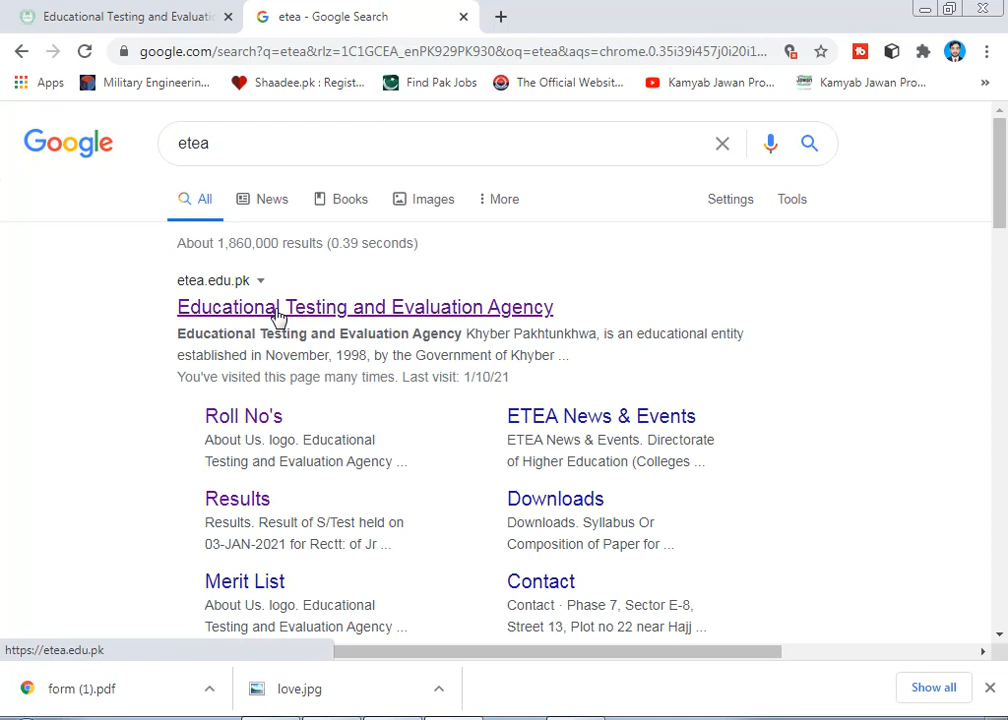 Educational Testing and Evaluatio
etea - Google Search
google.com/search?q=etea&rlz=1C1GCEA_enPK929PK930&oq=etea&aqs=chrome.0.35i39i457j0i20i1...
Apps
Military Engineerin...
Shaadee.pk : Regist...
Find Pak Jobs
The Official Websit...
Kamyab Jawan Pro...
Kamyab Jawan Pro...
»
Google
etea
All
News
Books
Images
More
Settings
Tools
About 1,860,000 results (0.39 seconds)
etea.edu.pk
Educational Testing and Evaluation Agency
Educational Testing and Evaluation Agency Khyber Pakhtunkhwa, is an educational entity
established in November, 1998, by the Government of Khyber ...
You've visited this page many times. Last visit: 1/10/21
Roll No's
About Us. logo. Educational
Testing and Evaluation Agency ...
ETEA News & Events
ETEA News & Events. Directorate
of Higher Education (Colleges ...
Results
Results. Result of S/Test held on
03-JAN-2021 for Rectt: of Jr ...
Downloads
Downloads. Syllabus Or
Composition of Paper for ...
Merit List
About Us. logo. Educational
Testing and Evaluation Agency ...
Contact
Contact · Phase 7, Sector E-8,
Street 13, Plot no 22 near Hajj ...
https://etea.edu.pk
form (1).pdf
love.jpg
Show all